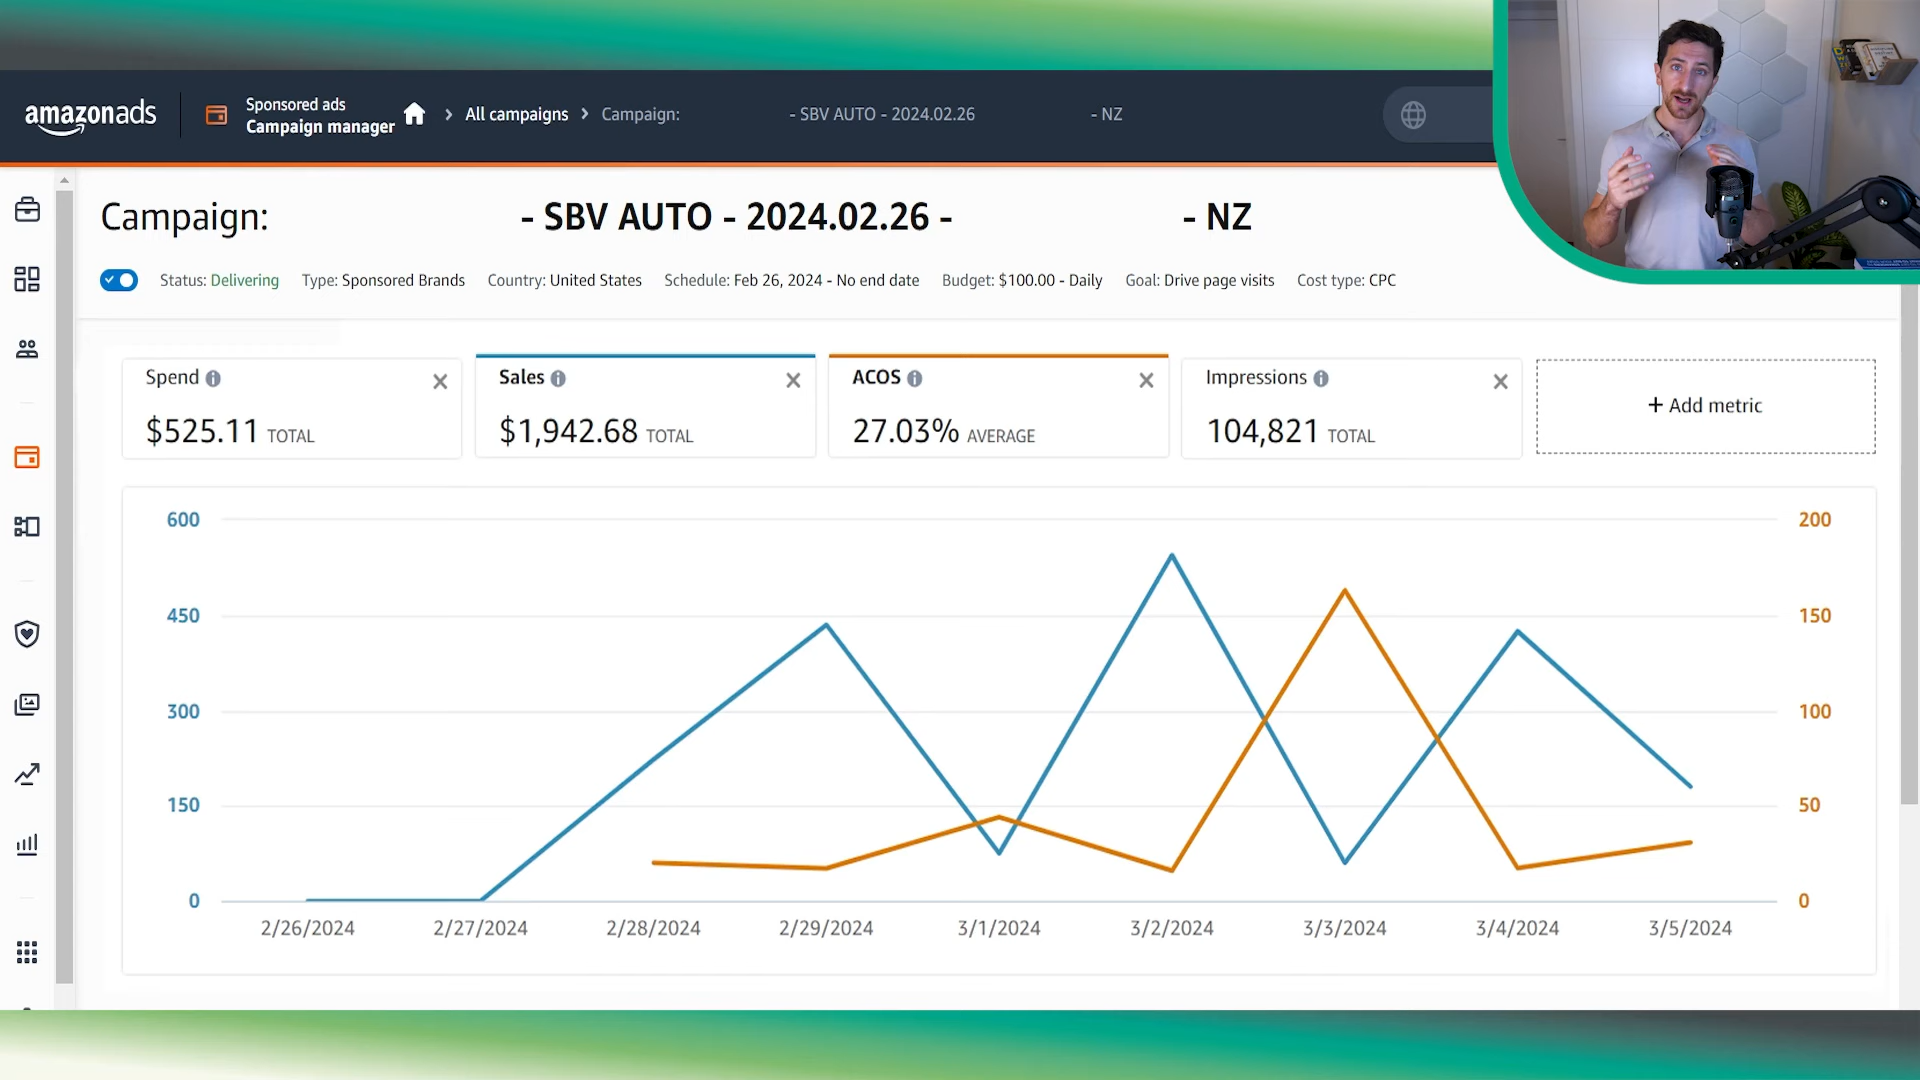 amazonads
Sponsored ads
Campaign manager
All campaigns
Campaign:
- SBV AUTO - 2024.02.26
- NZ
Campaign:
- SBV AUTO - 2024.02.26 -
- NZ
Status: Delivering
Type: Sponsored Brands
Country: United States
Schedule: Feb 26, 2024 - No end date
Budget: $100.00 - Daily
Goal: Drive page visits
Cost type: CPC
Spend
$525.11 TOTAL
Sales
$1,942.68 TOTAL
ACOS
27.03% AVERAGE
Impressions
104,821 TOTAL
+ Add metric
600
450
300
150
0
200
150
100
50
0
2/26/2024
2/27/2024
2/28/2024
2/29/2024
3/1/2024
3/2/2024
3/3/2024
3/4/2024
3/5/2024